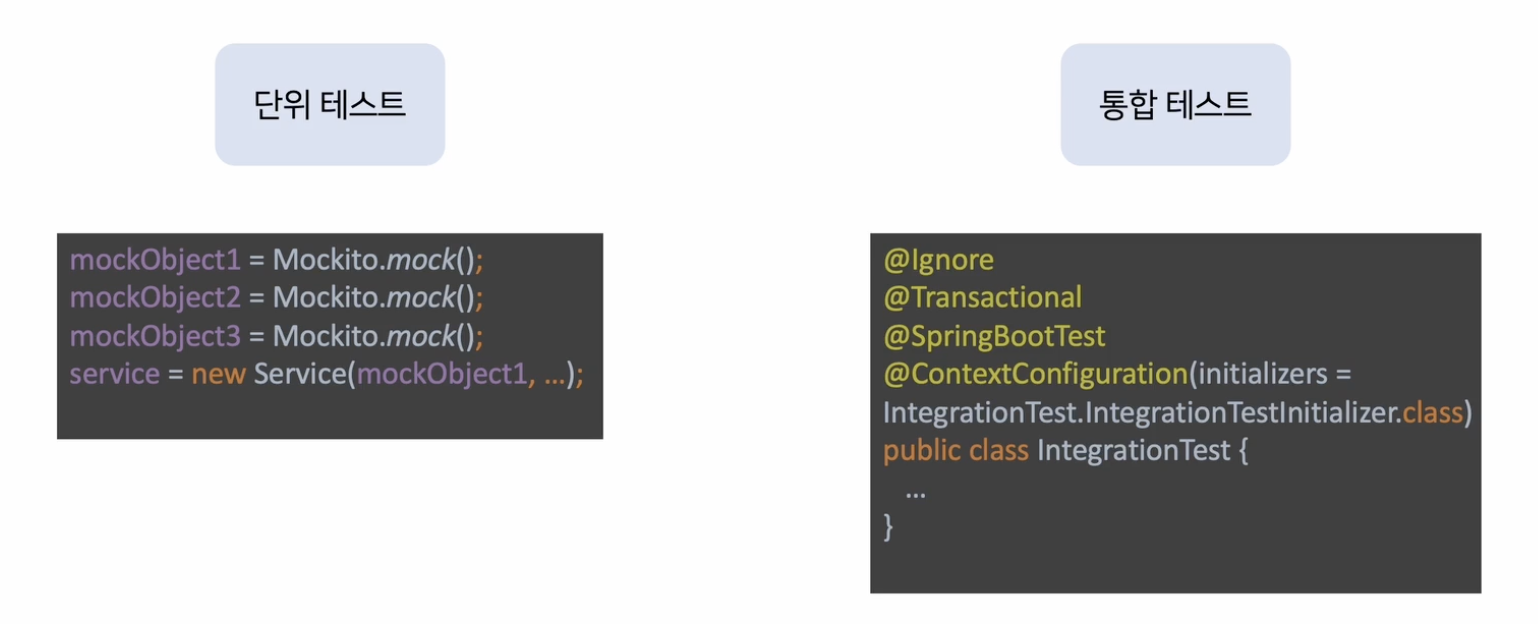 단위 테스트
mockObject1 = Mockito.mock();
mockObject2 = Mockito.mock();
mockObject3 = Mockito.mock();
service = new Service(mockObject1, ...);
통합 테스트
@Ignore
@Transactional
@SpringBootTest
@ContextConfiguration(initializers =
IntegrationTest.IntegrationTestInitializer.class)
public class IntegrationTest {
...
}